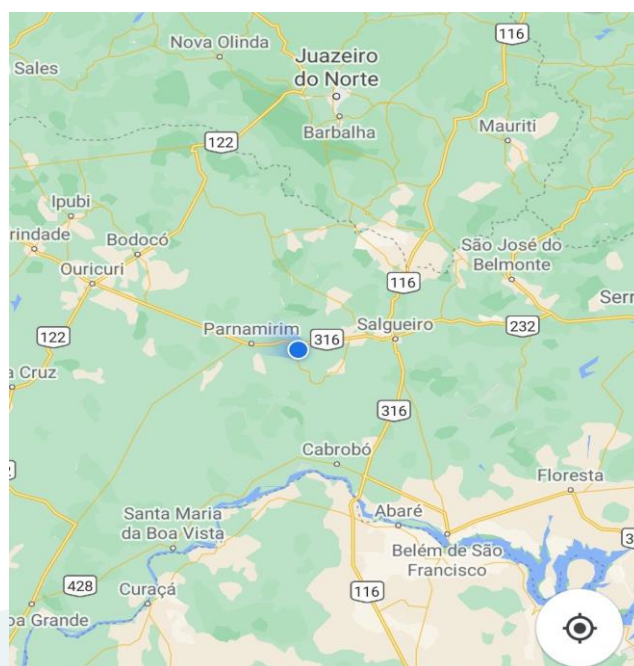 116
Nova Olinda
Juazeiro
do Norte
Sales
Barbalha
Mauriti
122
Ipubi
rindade
Bodocó
São José do
Belmonte
Ouricuri
116
Serr
122
Parnamirim
316
Salgueiro
232
a Cruz
316
Cabrobó
Floresta
Santa Maria
da Boa Vista
Abaré
Belém de São
Francisco
3
428
Curaçá
116
oa Grande